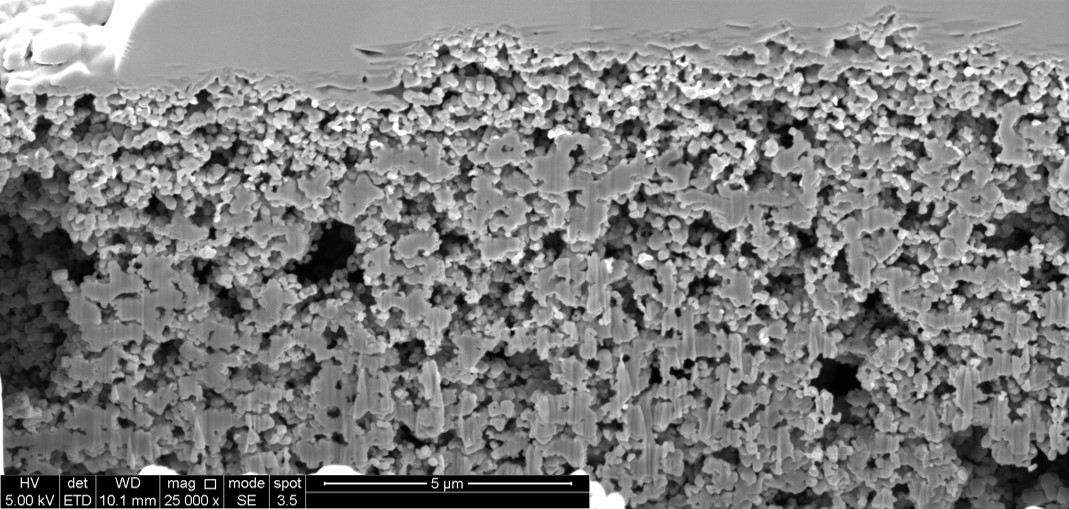 HV det WD mag □ mode spot
5.00 kV ETD 10.1 mm 25 000 x SE 3.5 5 µm